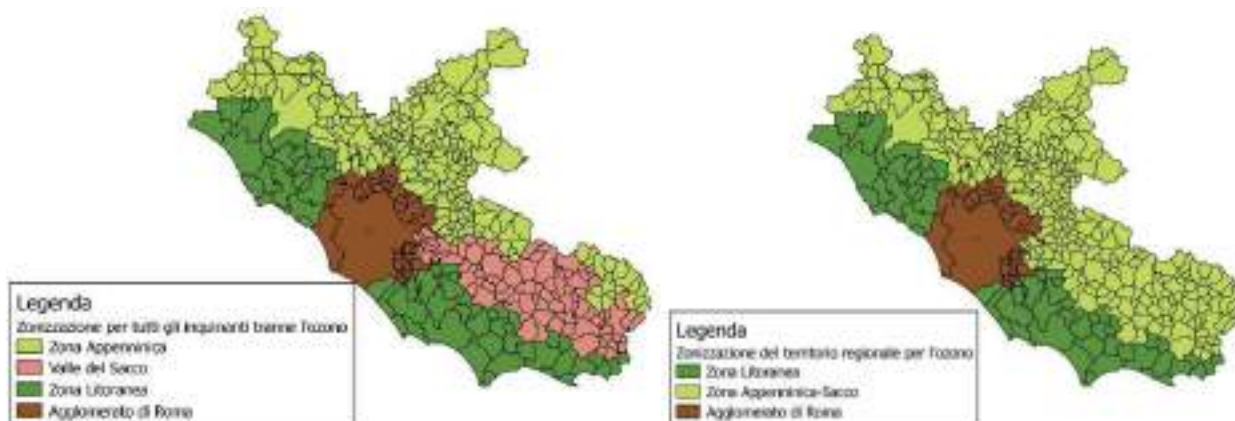 Legenda
Zonizzazione per tutti gli inquinanti tranne l'ozono
Zona Appenninica
Valle del Sacco
Zona Litoranea
Agglomerato di Roma
Legenda
Zonizzazione del territorio regionale per l'ozono
Zona Litoranea
Zona Appenninica-Sacco
Agglomerato di Roma